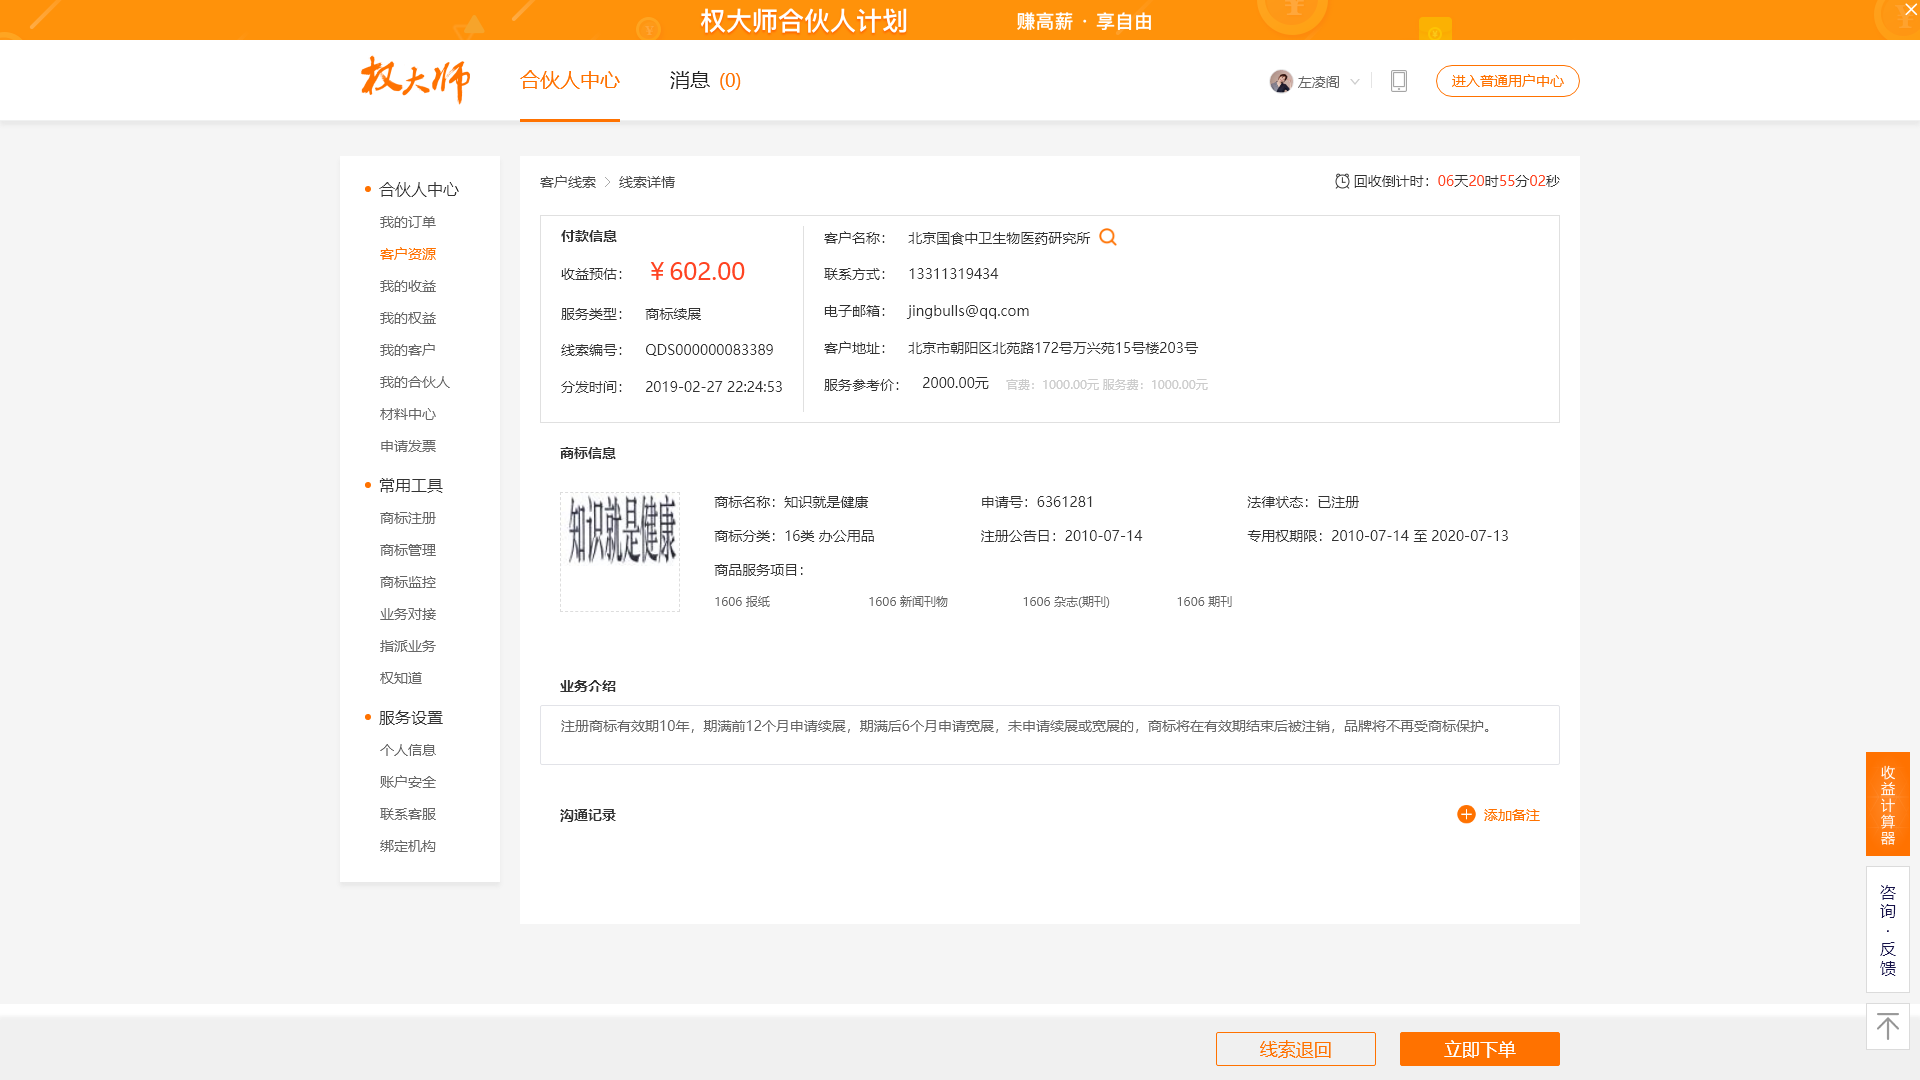 权大师合伙人计划 赚高薪 · 享自由
权大师 合伙人中心 消息 (0) 左凌阁 进入普通用户中心
合伙人中心
我的订单
客户资源
我的收益
我的权益
我的客户
我的合伙人
材料中心
申请发票
常用工具
商标注册
商标管理
商标监控
业务对接
指派业务
权知道
服务设置
个人信息
账户安全
联系客服
绑定机构
客户线索 > 线索详情 回收倒计时：06天20时55分02秒
付款信息
收益预估： ￥602.00
服务类型： 商标续展
线索编号： QDS000000083389
分发时间： 2019-02-27 22:24:53
客户名称： 北京国食中卫生物医药研究所
联系方式： 13311319434
电子邮箱： jingbulls@qq.com
客户地址： 北京市朝阳区北苑路172号万兴苑15号楼203号
服务参考价： 2000.00元 官费：1000.00元 服务费：1000.00元
商标信息
知识就是健康
商标名称：知识就是健康 申请号：6361281 法律状态：已注册
商标分类：16类 办公用品 注册公告日：2010-07-14 专用权期限：2010-07-14 至 2020-07-13
商品服务项目：
1606 报纸 1606 新闻刊物 1606 杂志(期刊) 1606 期刊
业务介绍
注册商标有效期10年，期满前12个月申请续展，期满后6个月申请宽展，未申请续展或宽展的，商标将在有效期结束后被注销，品牌将不再受商标保护。
沟通记录 添加备注
收益计算器
咨询·反馈
线索退回 立即下单